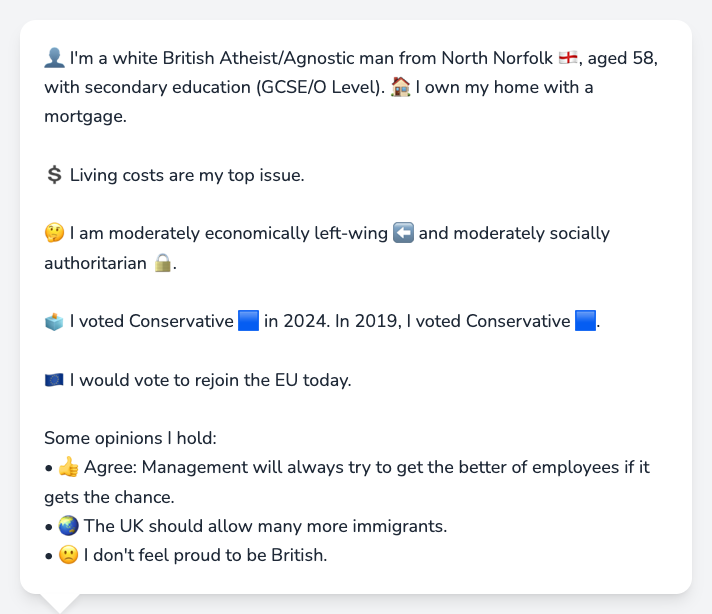 👤 I'm a white British Atheist/Agnostic man from North Norfolk 🏴󠁧󠁢󠁥󠁮󠁧󠁿, aged 58,
with secondary education (GCSE/O Level). 🏠 I own my home with a
mortgage.
💲 Living costs are my top issue.
🤔 I am moderately economically left-wing ⬅️ and moderately socially
authoritarian 🔒.
🗳️ I voted Conservative 🟦 in 2024. In 2019, I voted Conservative 🟦.
🇪🇺 I would vote to rejoin the EU today.
Some opinions I hold:
• 👍 Agree: Management will always try to get the better of employees if it
gets the chance.
• 🌏 The UK should allow many more immigrants.
• 🙁 I don't feel proud to be British.